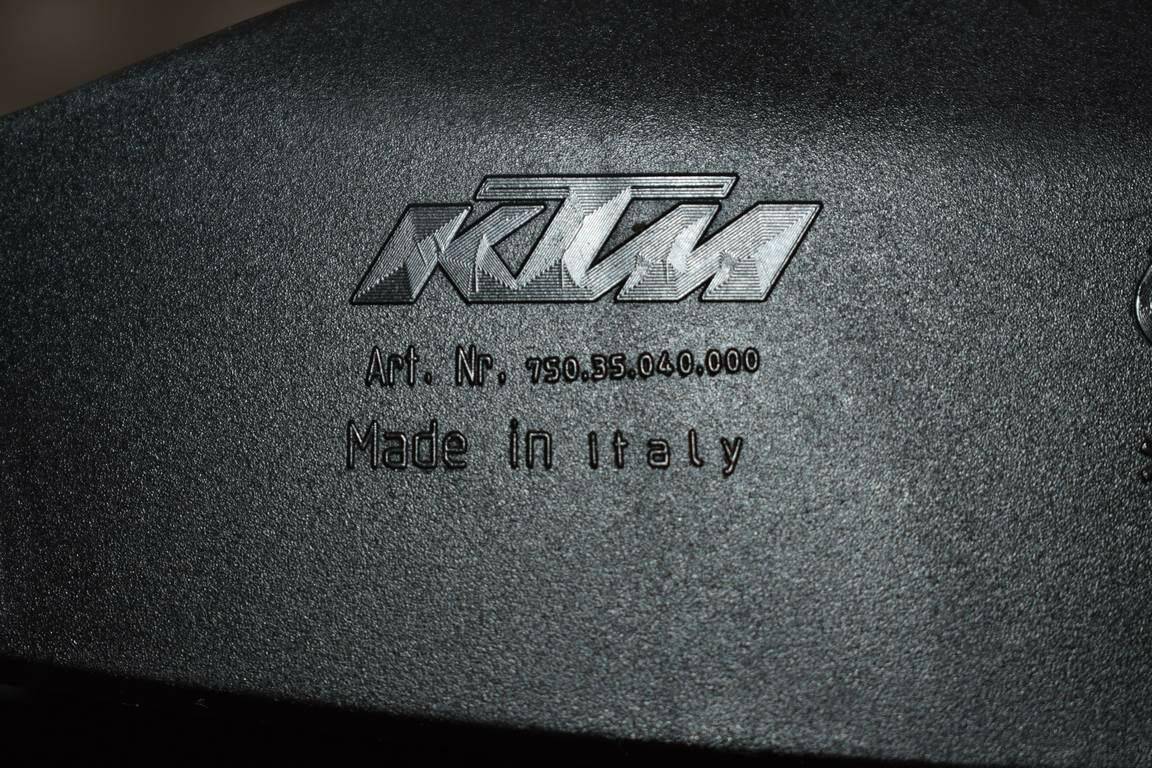 KTM
Art. Nr. 750.35.040.000
Made in Italy